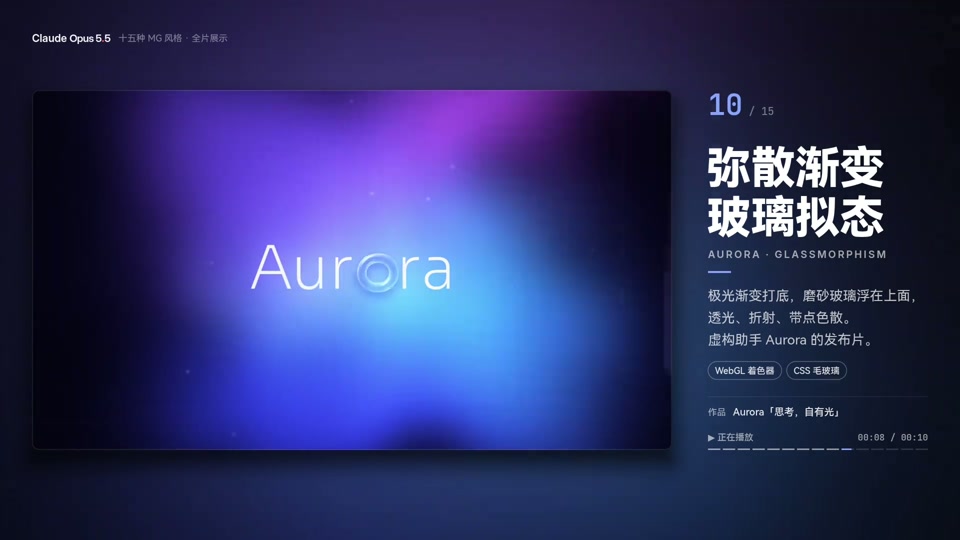 Claude Opus 5.5 十五种 MG 风格 · 全片展示
Aurora
10 / 15
弥散渐变
玻璃拟态
AURORA · GLASSMORPHISM
极光渐变打底，磨砂玻璃浮在上面，
透光、折射、带点色散。
虚构助手 Aurora 的发布片。
WebGL 着色器 CSS 毛玻璃
作品 Aurora「思考，自有光」
▶ 正在播放 00:08 / 00:10